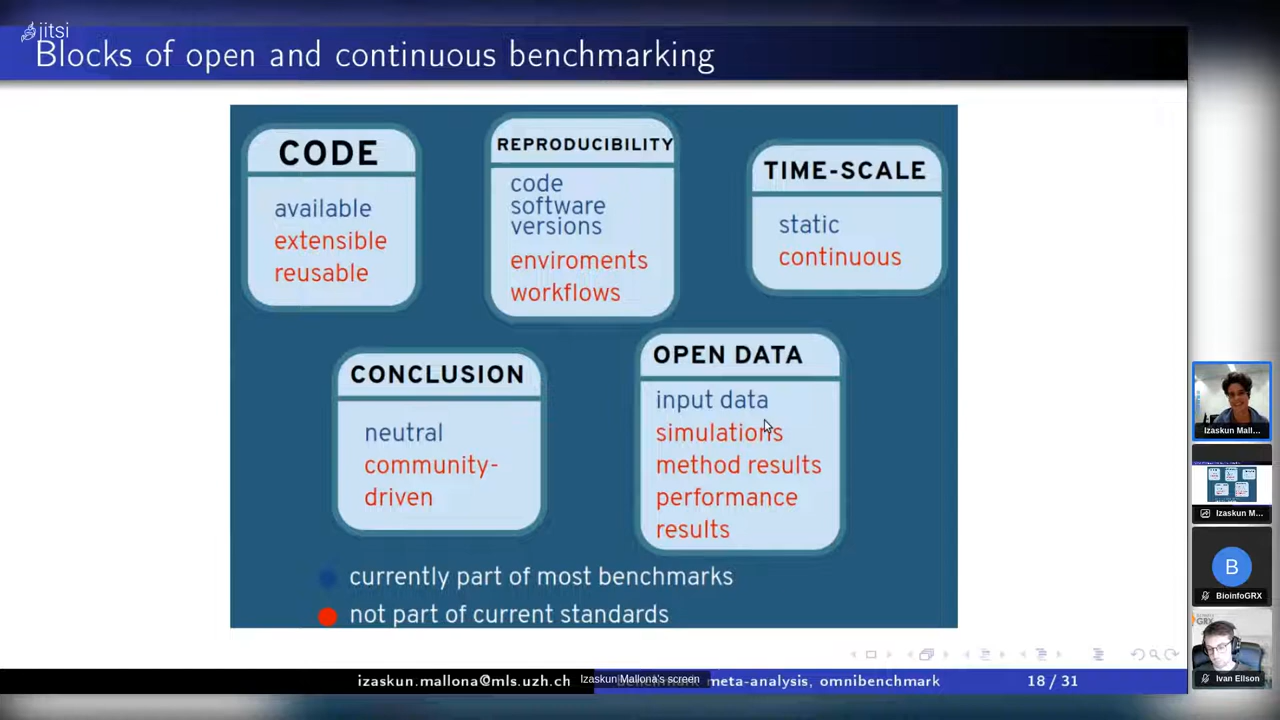 jitsi
Blocks of open and continuous benchmarking
CODE
available
extensible
reusable
REPRODUCIBILITY
code
software
versions
enviroments
workflows
TIME-SCALE
static
continuous
CONCLUSION
neutral
community-
driven
OPEN DATA
input data
simulations
method results
performance
results
currently part of most benchmarks
not part of current standards
izaskun.mallona@mls.uzh.ch
Izaskun Mallona's screen
meta-analysis, omnibenchmark
18 / 31
Izaskun Mall...
Izaskun M...
B
BioinfoGRX
GRX
Ivan Ellson